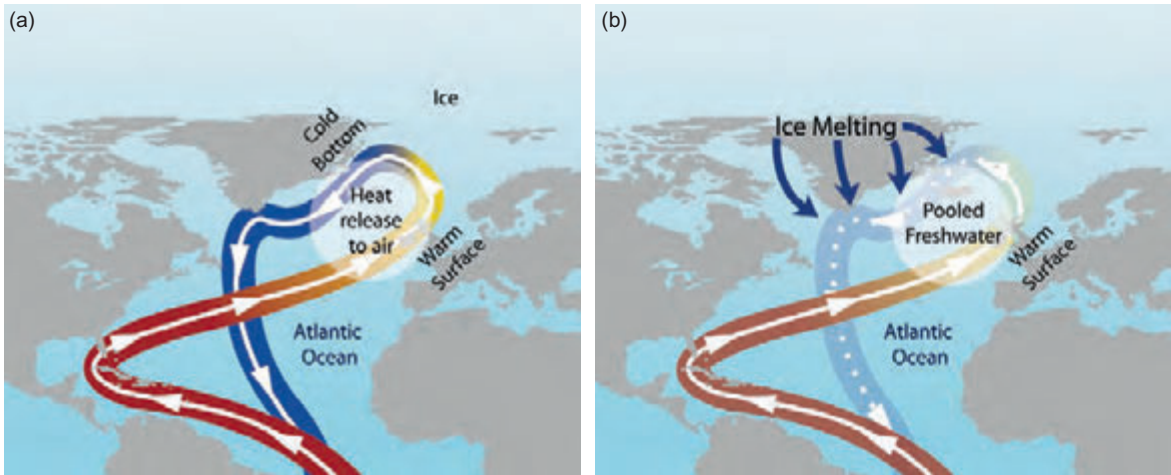 (a)
Ice
Cold
Bottom
Heat
release
to air
Warm
Surface
Atlantic
Ocean
(b)
Ice Melting
Pooled
Freshwater
Warm
Surface
Atlantic
Ocean